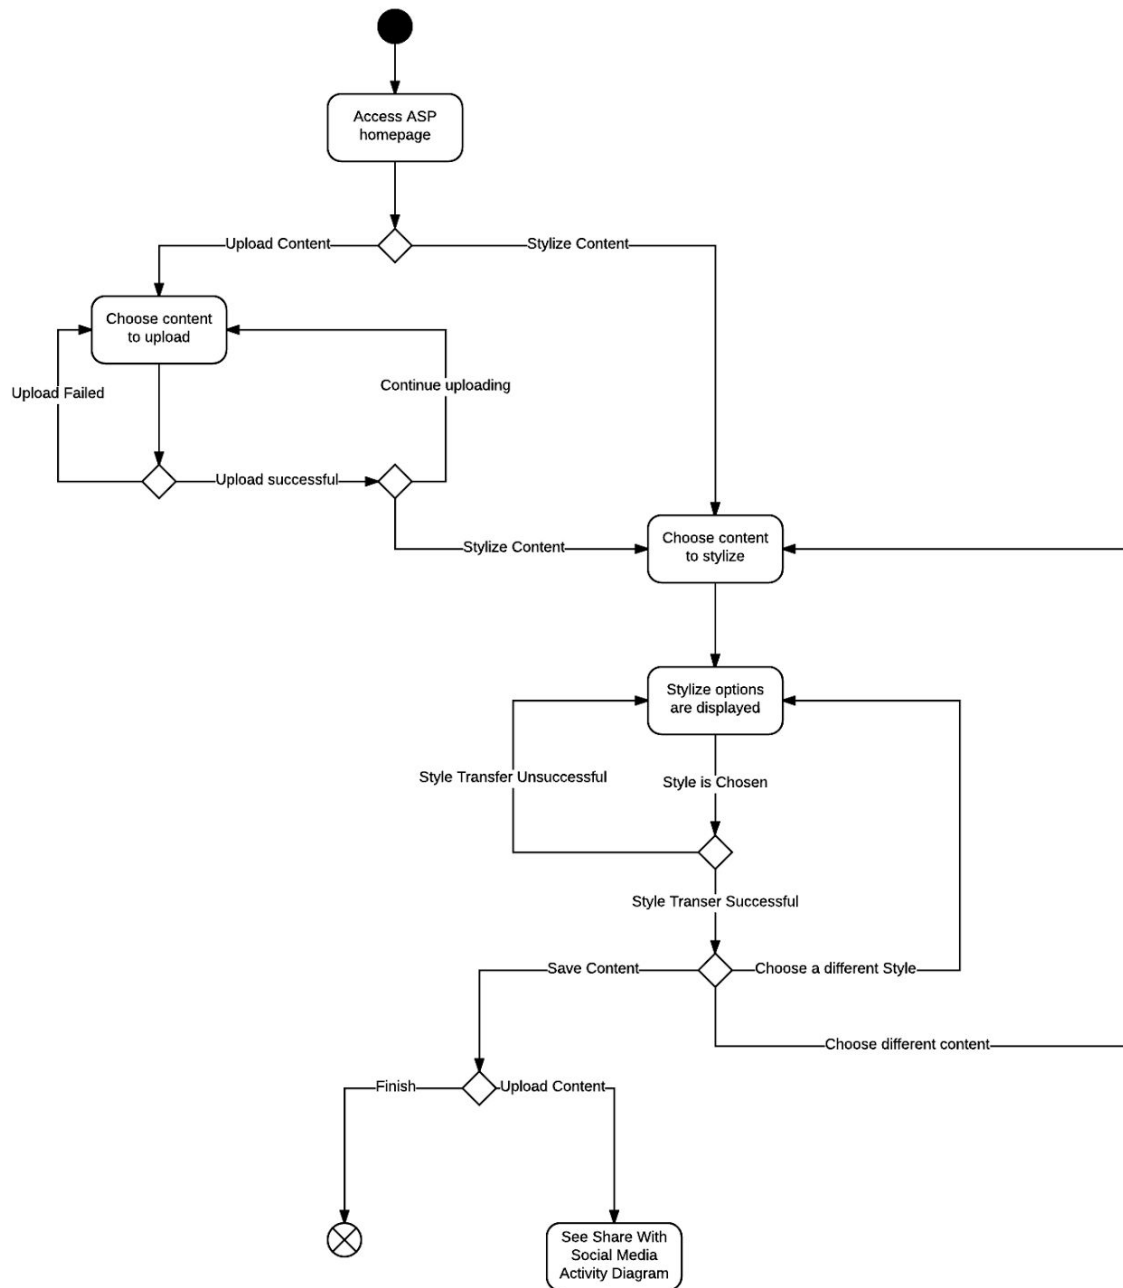 Access ASP
homepage
Upload Content
Stylize Content
Choose content
to upload
Upload Failed
Continue uploading
Upload successful
Stylize Content
Choose content
to stylize
Stylize options
are displayed
Style Transfer Unsuccessful
Style is Chosen
Style Transer Successful
Save Content
Choose a different Style
Choose different content
Finish
Upload Content
See Share With
Social Media
Activity Diagram